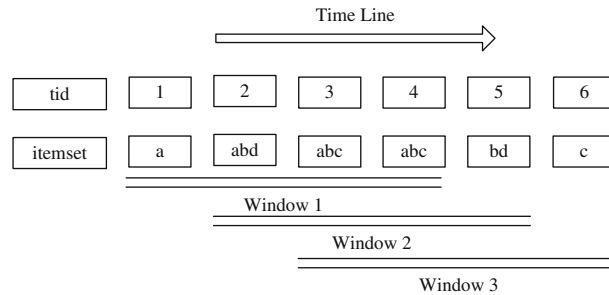 Time Line
tid 1 2 3 4 5 6
itemset a abd abc abc bd c
Window 1
Window 2
Window 3